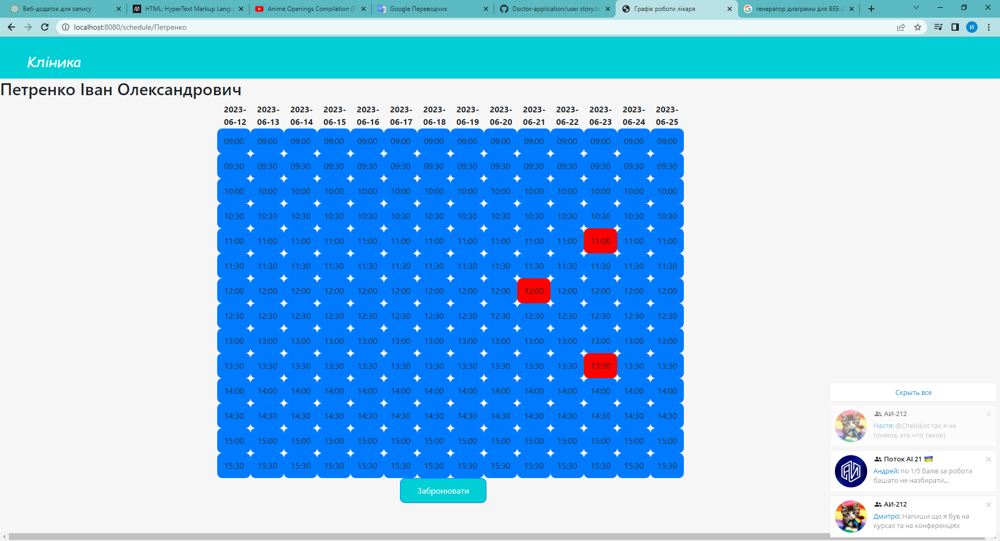 Веб-додаток для запису
HTML: HyperText Markup Langu
Anime Openings Compilation (F
Google Переводчик
Doctor-application/user story.tx
Графік роботи лікаря
генератор диаграмм для ВЕБ-
localhost:8080/schedule/Петренко
И
Клініка
Петренко Іван Олександрович
2023- 2023- 2023- 2023- 2023- 2023- 2023- 2023- 2023- 2023- 2023- 2023- 2023- 2023-
06-12 06-13 06-14 06-15 06-16 06-17 06-18 06-19 06-20 06-21 06-22 06-23 06-24 06-25
09:00 09:00 09:00 09:00 09:00 09:00 09:00 09:00 09:00 09:00 09:00 09:00 09:00 09:00
09:30 09:30 09:30 09:30 09:30 09:30 09:30 09:30 09:30 09:30 09:30 09:30 09:30 09:30
10:00 10:00 10:00 10:00 10:00 10:00 10:00 10:00 10:00 10:00 10:00 10:00 10:00 10:00
10:30 10:30 10:30 10:30 10:30 10:30 10:30 10:30 10:30 10:30 10:30 10:30 10:30 10:30
11:00 11:00 11:00 11:00 11:00 11:00 11:00 11:00 11:00 11:00 11:00 11:00 11:00 11:00
11:30 11:30 11:30 11:30 11:30 11:30 11:30 11:30 11:30 11:30 11:30 11:30 11:30 11:30
12:00 12:00 12:00 12:00 12:00 12:00 12:00 12:00 12:00 12:00 12:00 12:00 12:00 12:00
12:30 12:30 12:30 12:30 12:30 12:30 12:30 12:30 12:30 12:30 12:30 12:30 12:30 12:30
13:00 13:00 13:00 13:00 13:00 13:00 13:00 13:00 13:00 13:00 13:00 13:00 13:00 13:00
13:30 13:30 13:30 13:30 13:30 13:30 13:30 13:30 13:30 13:30 13:30 13:30 13:30 13:30
14:00 14:00 14:00 14:00 14:00 14:00 14:00 14:00 14:00 14:00 14:00 14:00 14:00 14:00
14:30 14:30 14:30 14:30 14:30 14:30 14:30 14:30 14:30 14:30 14:30 14:30 14:30 14:30
15:00 15:00 15:00 15:00 15:00 15:00 15:00 15:00 15:00 15:00 15:00 15:00 15:00 15:00
15:30 15:30 15:30 15:30 15:30 15:30 15:30 15:30 15:30 15:30 15:30 15:30 15:30 15:30
Забронювати
Скрыть все
АИ-212
Настя: @Chelokot так я не
поняла, это что такое)
Поток АІ 21 🇺🇦
Андрей: по 1/5 балів за роботи
башато не назбирати...
АИ-212
Дмитро: Напиши що я був на
курсах та на конференціях